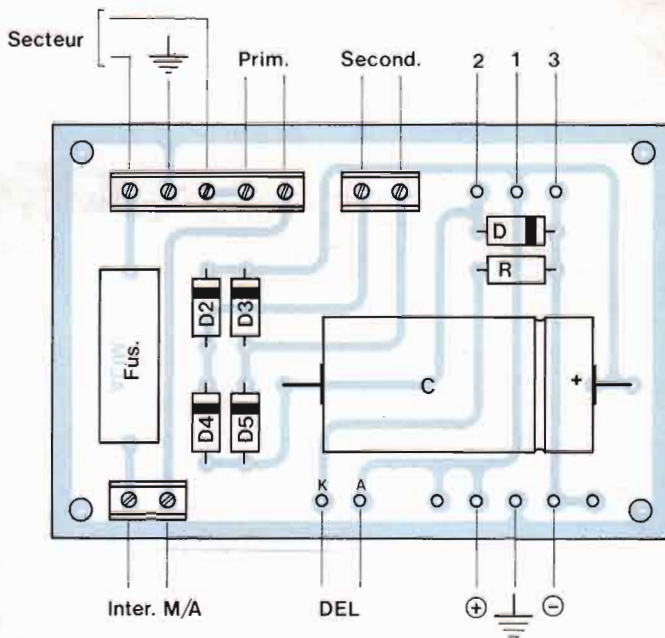 Secteur
Prim.
Second.
2
1
3
D
R
D2
D3
Fus.
C
+
D4
D5
K
A
Inter. M/A
DEL
+
−